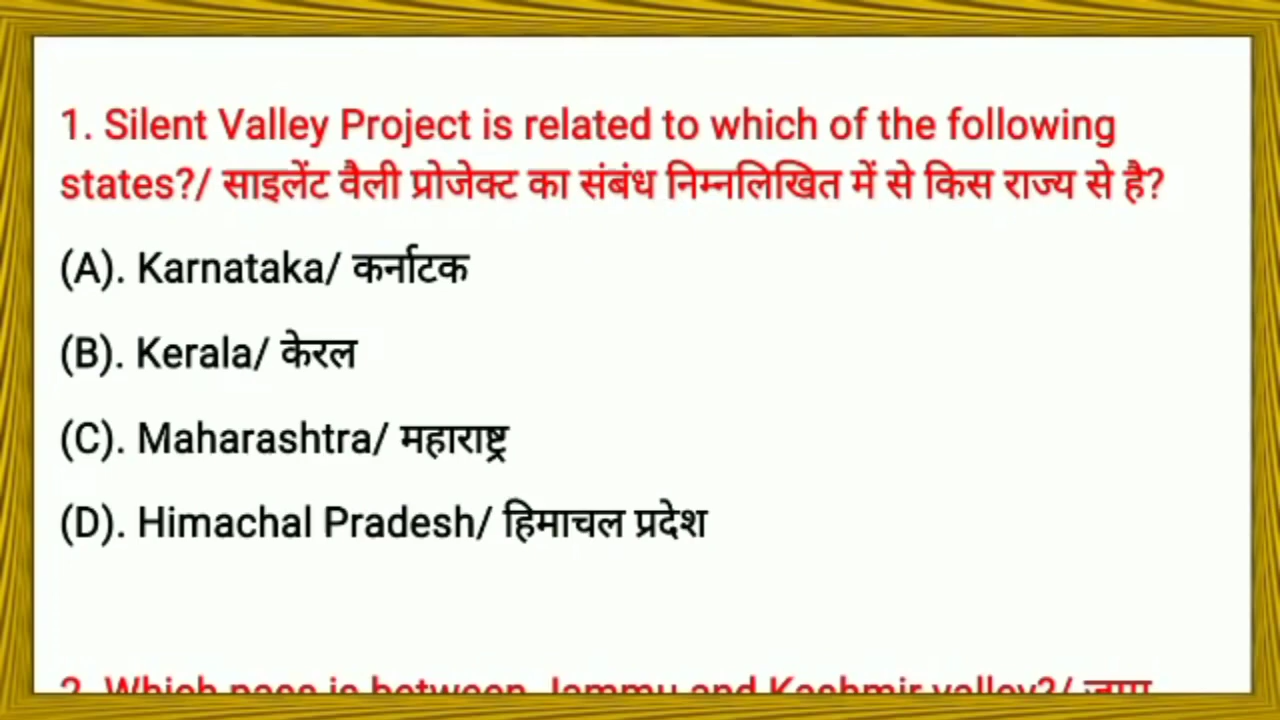 1. Silent Valley Project is related to which of the following
states?/ साइलेंट वैली प्रोजेक्ट का संबंध निम्नलिखित में से किस राज्य से है?
(A). Karnataka/ कर्नाटक
(B). Kerala/ केरल
(C). Maharashtra/ महाराष्ट्र
(D). Himachal Pradesh/ हिमाचल प्रदेश
2. Which pass is between Jammu and Kashmir valley?/